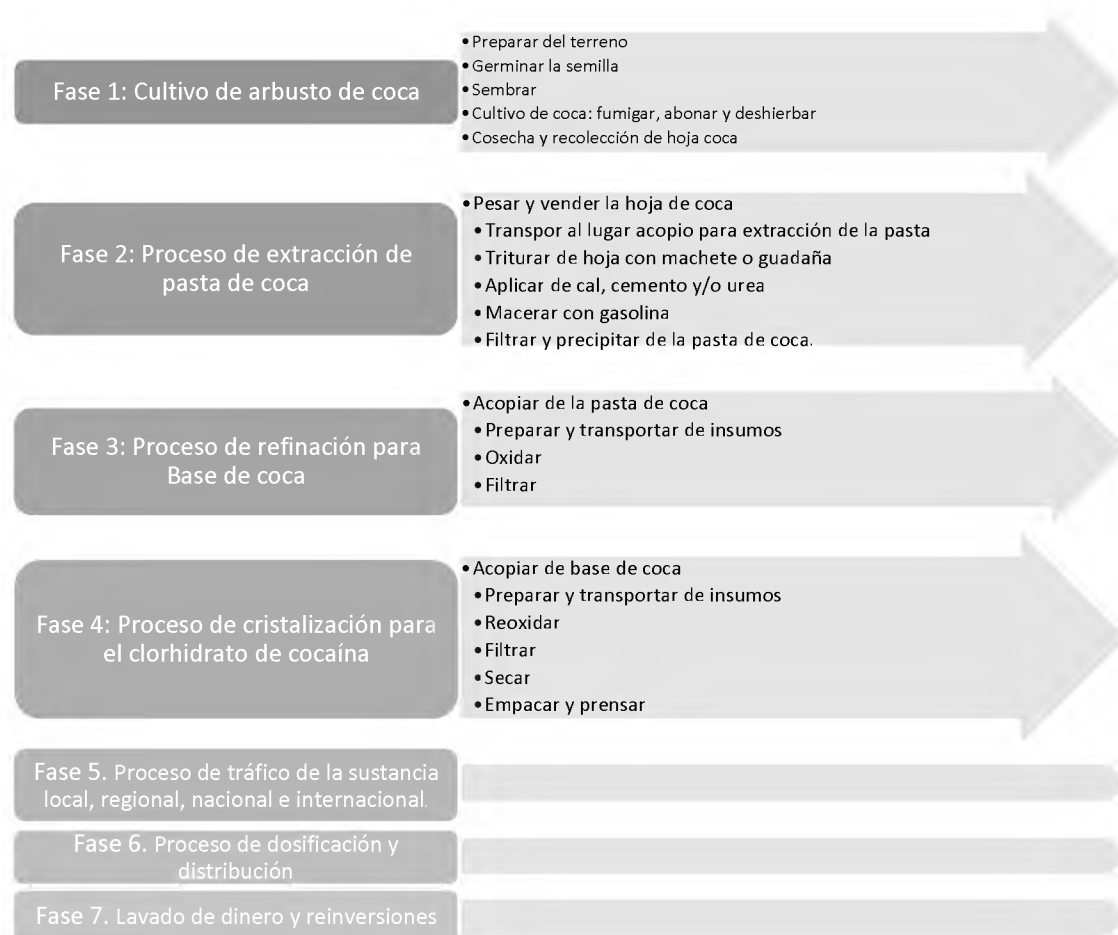 Fase 1: Cultivo de arbusto de coca
•Preparar del terreno
•Germinar la semilla
•Sembrar
•Cultivo de coca: fumigar, abonar y deshierbar
•Cosecha y recolección de hoja coca
Fase 2: Proceso de extracción de
pasta de coca
•Pesar y vender la hoja de coca
•Transpor al lugar acopio para extracción de la pasta
•Triturar de hoja con machete o guadaña
•Aplicar de cal, cemento y/o urea
•Macerar con gasolina
•Filtrar y precipitar de la pasta de coca.
Fase 3: Proceso de refinación para
Base de coca
•Acopiar de la pasta de coca
•Preparar y transportar de insumos
•Oxidar
•Filtrar
Fase 4: Proceso de cristalización para
el clorhidrato de cocaína
•Acopiar de base de coca
•Preparar y transportar de insumos
•Reoxidar
•Filtrar
•Secar
•Empacar y prensar
Fase 5. Proceso de tráfico de la sustancia
local, regional, nacional e internacional.
Fase 6. Proceso de dosificación y
distribución
Fase 7. Lavado de dinero y reinversiones